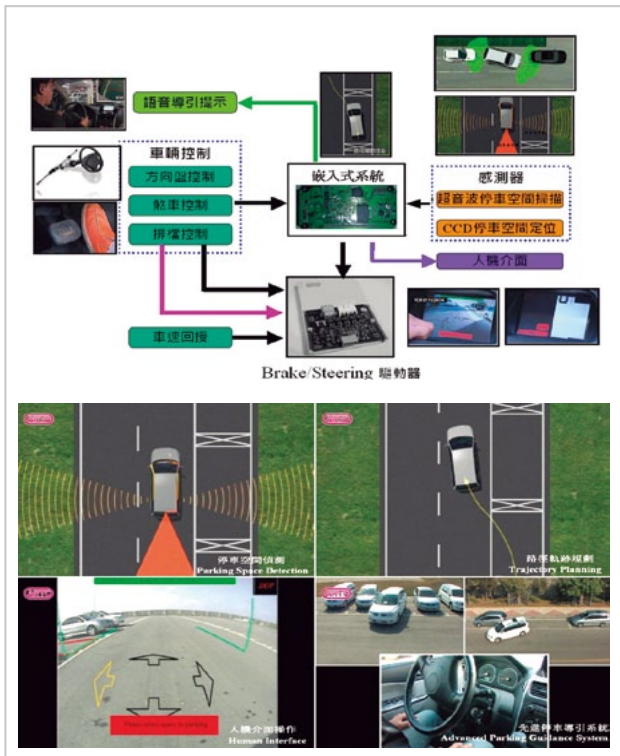 語音導引提示
車輛控制
方向盤控制
煞車控制
排檔控制
嵌入式系統
感測器
超音波停車空間掃描
CCD停車空間定位
人機介面
車速回授
Brake/Steering 驅動器
停車空間偵測
Parking Space Detection
路徑軌跡規劃
Trajectory Planning
人機介面操作
Human Interface
先進停車導引系統
Advanced Parking Guidance System